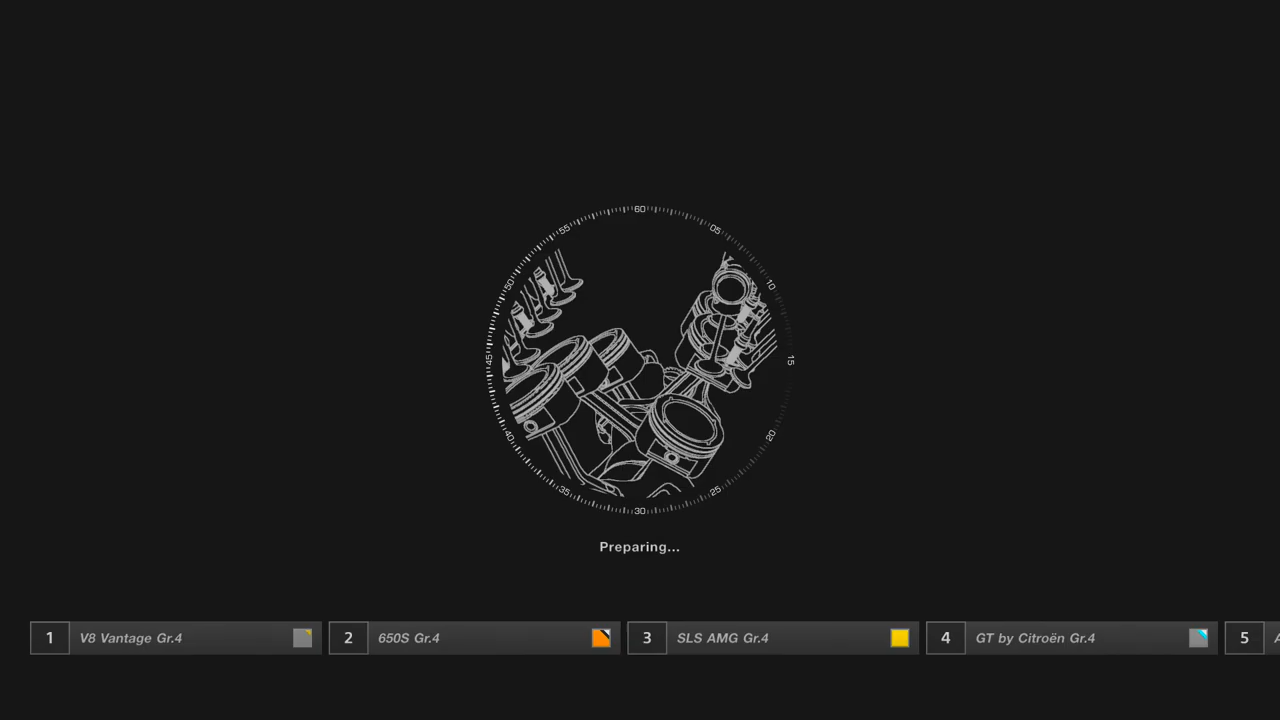 60
05
10
15
20
25
30
35
40
45
50
55
Preparing...
1 V8 Vantage Gr.4
2 650S Gr.4
3 SLS AMG Gr.4
4 GT by Citroën Gr.4
5